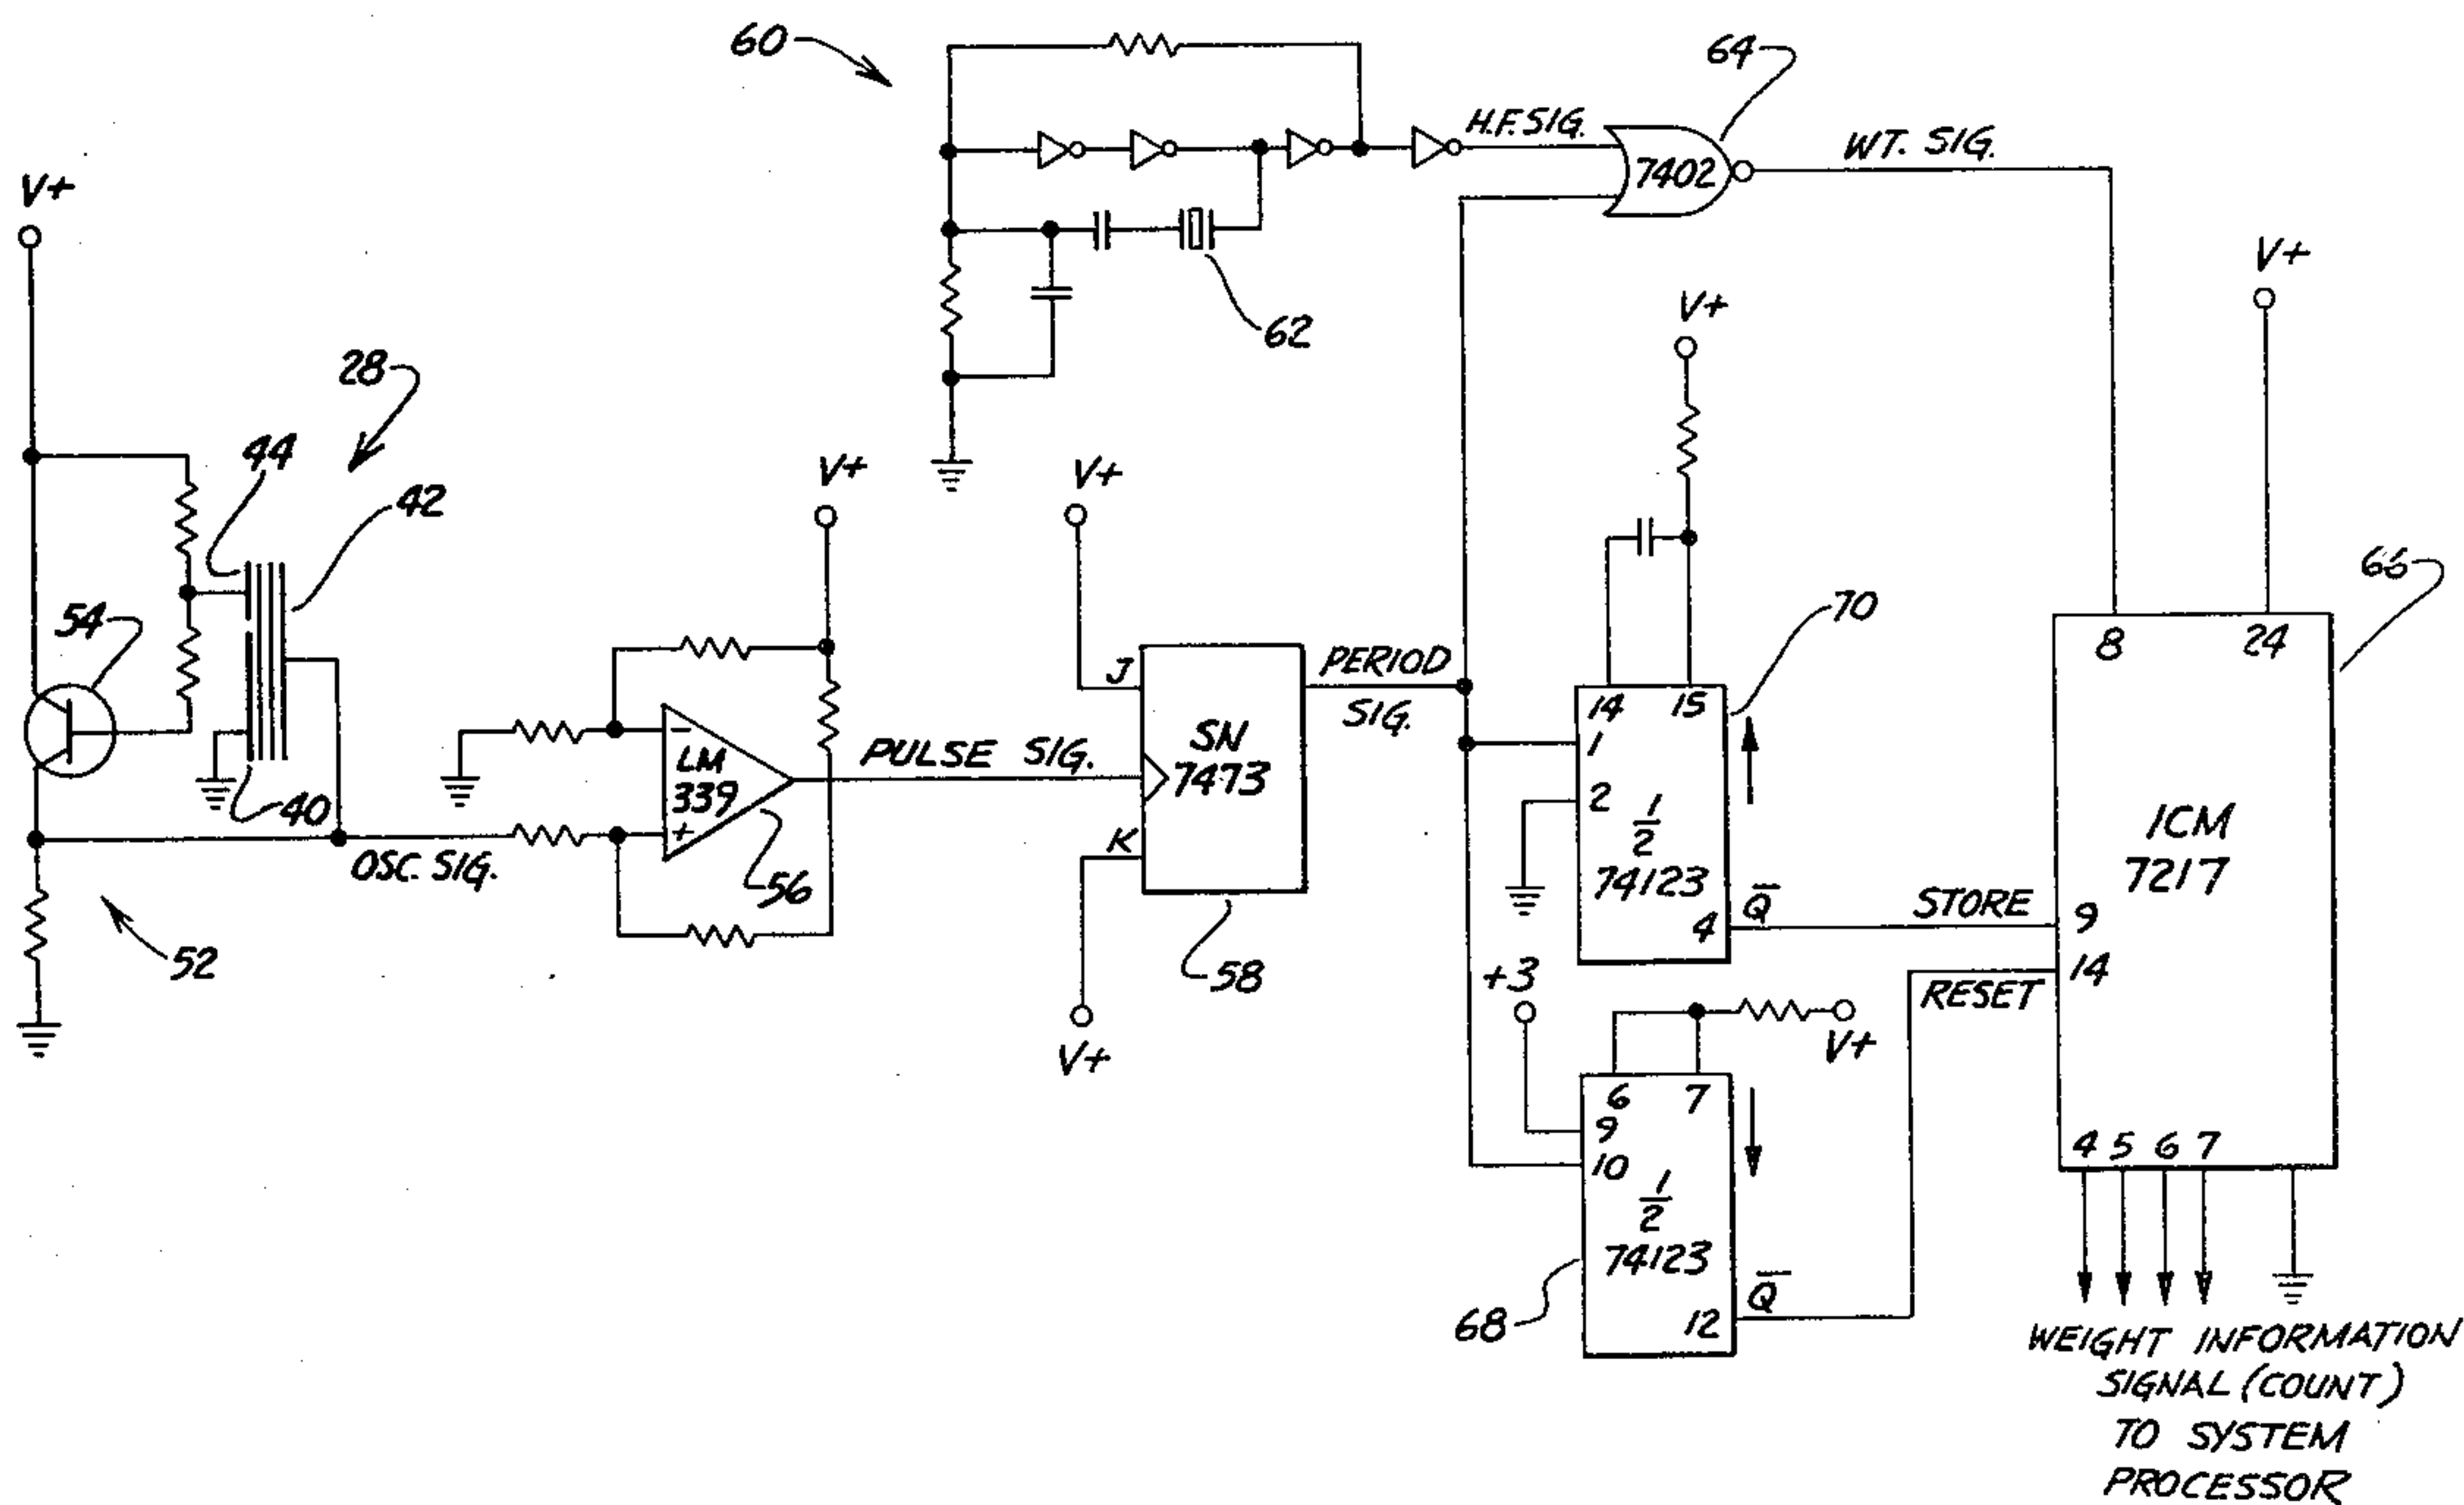 60
64
H.F. SIG.
7402
WT. SIG.
V+
62
V+
V+
28
44
42
V+
V+
54
66
70
8
24
J
SN
7473
PERIOD
SIG.
14
15
1
2
1/2
74123
4
Q̅
LM
339
−
+
PULSE SIG.
56
K
40
OSC. SIG.
52
58
V+
ICM
7217
STORE
9
14
RESET
+3
V+
6
7
9
10
1/2
74123
68
12
Q̅
4 5 6 7
WEIGHT INFORMATION
SIGNAL (COUNT)
TO SYSTEM
PROCESSOR